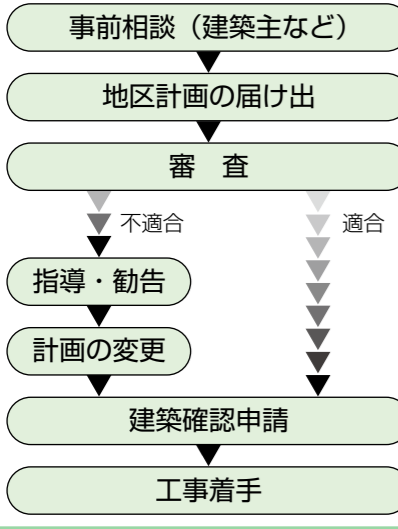 事前相談（建築主など）
地区計画の届け出
審　査
不適合
適合
指導・勧告
計画の変更
建築確認申請
工事着手